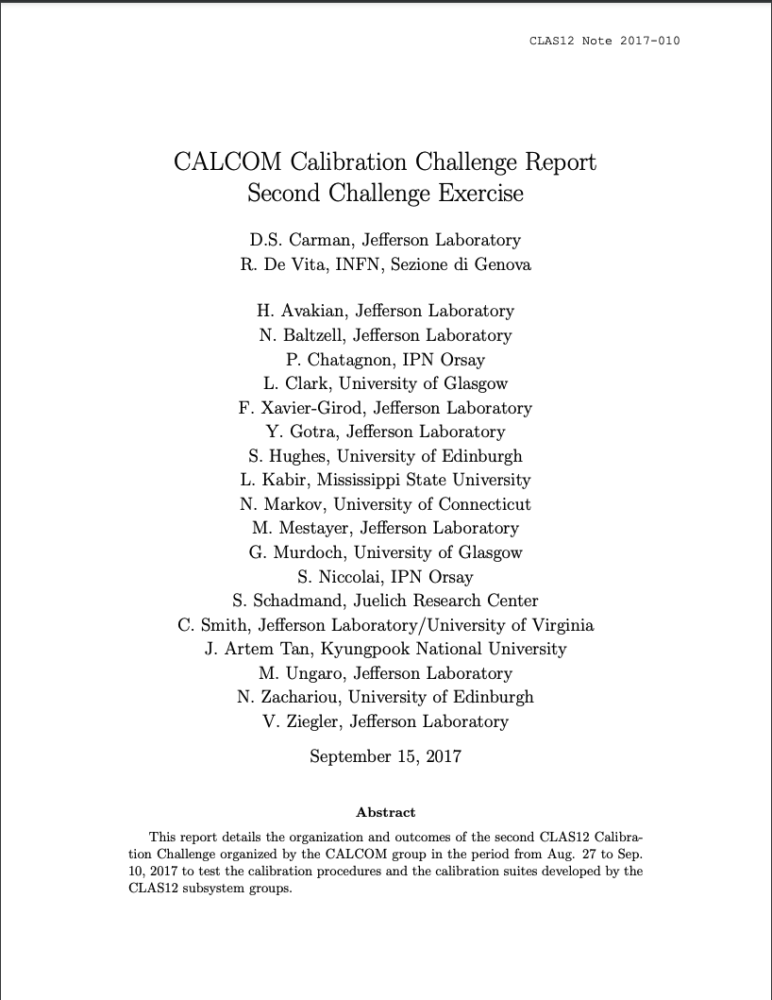 CLAS12 Note 2017-010
CALCOM Calibration Challenge Report
Second Challenge Exercise
D.S. Carman, Jefferson Laboratory
R. De Vita, INFN, Sezione di Genova
H. Avakian, Jefferson Laboratory
N. Baltzell, Jefferson Laboratory
P. Chatagnon, IPN Orsay
L. Clark, University of Glasgow
F. Xavier-Girod, Jefferson Laboratory
Y. Gotra, Jefferson Laboratory
S. Hughes, University of Edinburgh
L. Kabir, Mississippi State University
N. Markov, University of Connecticut
M. Mestayer, Jefferson Laboratory
G. Murdoch, University of Glasgow
S. Niccolai, IPN Orsay
S. Schadmand, Juelich Research Center
C. Smith, Jefferson Laboratory/University of Virginia
J. Artem Tan, Kyungpook National University
M. Ungaro, Jefferson Laboratory
N. Zachariou, University of Edinburgh
V. Ziegler, Jefferson Laboratory
September 15, 2017
Abstract
This report details the organization and outcomes of the second CLAS12 Calibra-
tion Challenge organized by the CALCOM group in the period from Aug. 27 to Sep.
10, 2017 to test the calibration procedures and the calibration suites developed by the
CLAS12 subsystem groups.